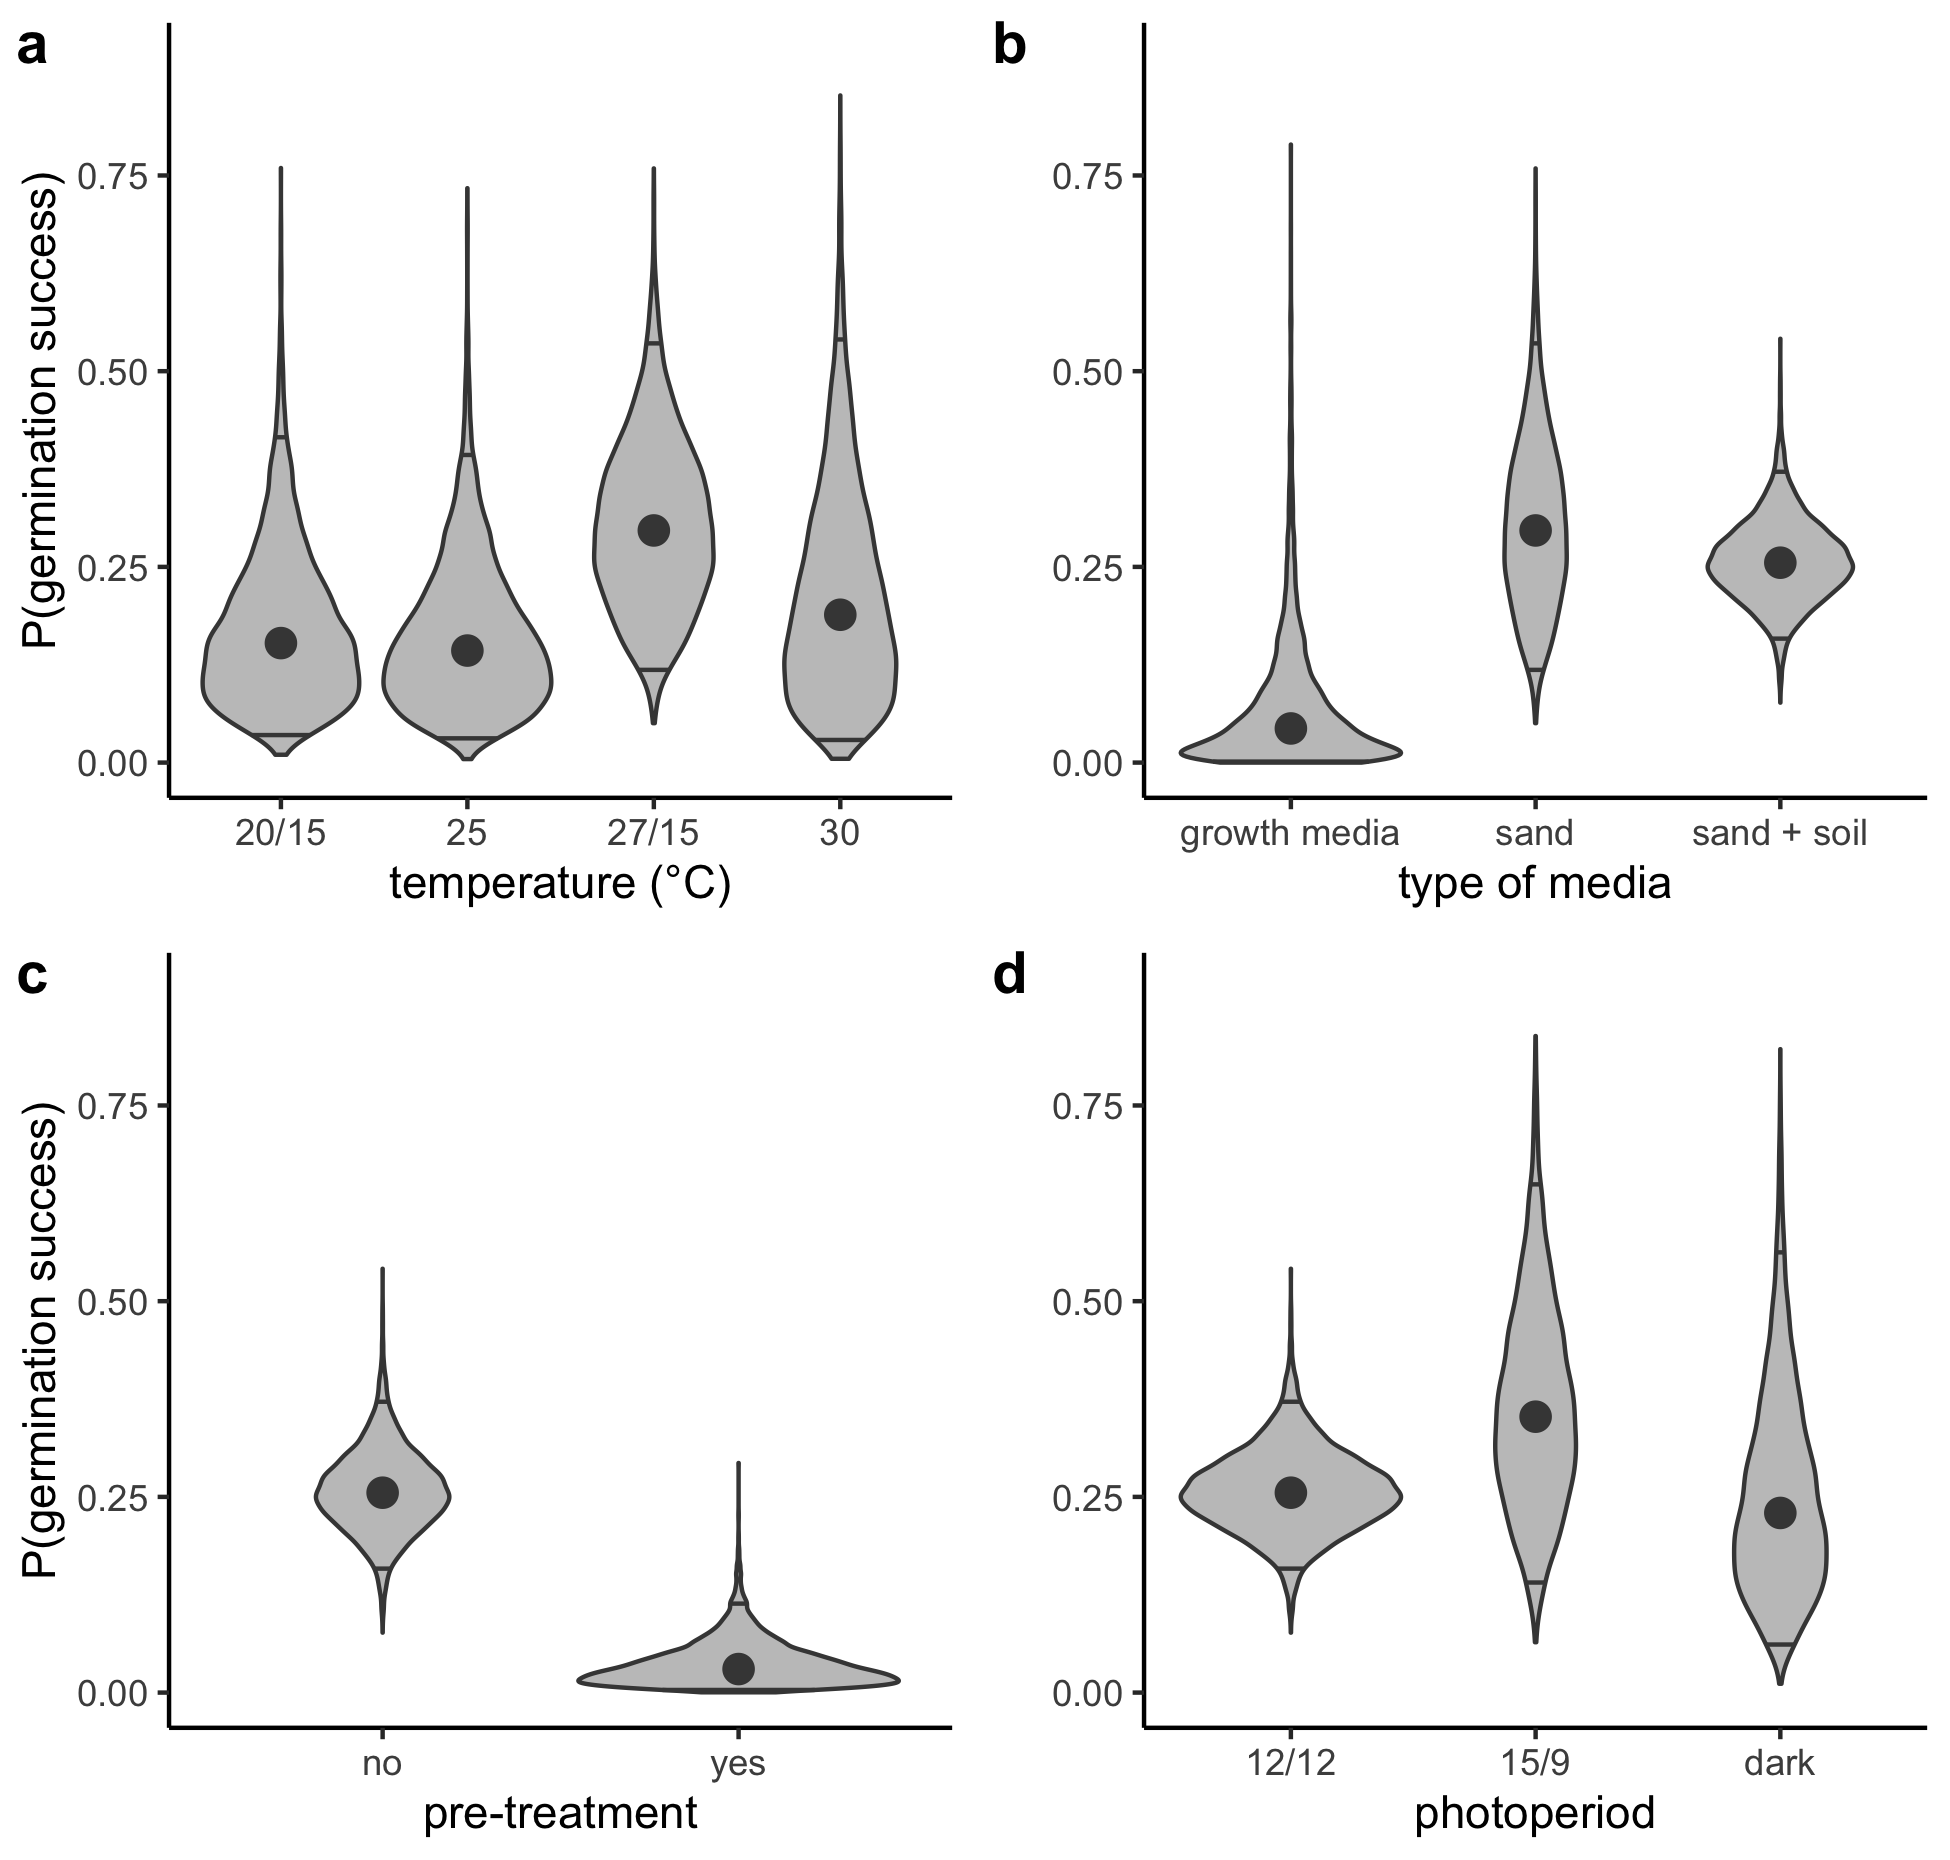 a
P(germination success)
0.75
0.50
0.25
0.00
20/15 25 27/15 30
temperature (°C)
b
0.75
0.50
0.25
0.00
growth media sand sand + soil
type of media
c
P(germination success)
0.75
0.50
0.25
0.00
no yes
pre-treatment
d
0.75
0.50
0.25
0.00
12/12 15/9 dark
photoperiod